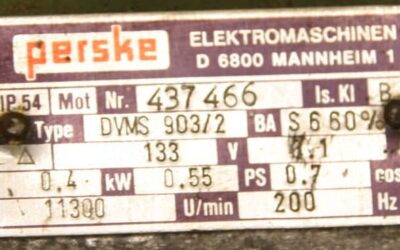 perske ELEKTROMASCHINEN
D 6800 MANNHEIM 1
IP 54 Mot Nr. 437466 Is. Kl B
Type DVMS 903/2 BA S 6 60%
△ 133 V
0.4 kW 0.55 PS 0.7 cos
11300 U/min 200 Hz